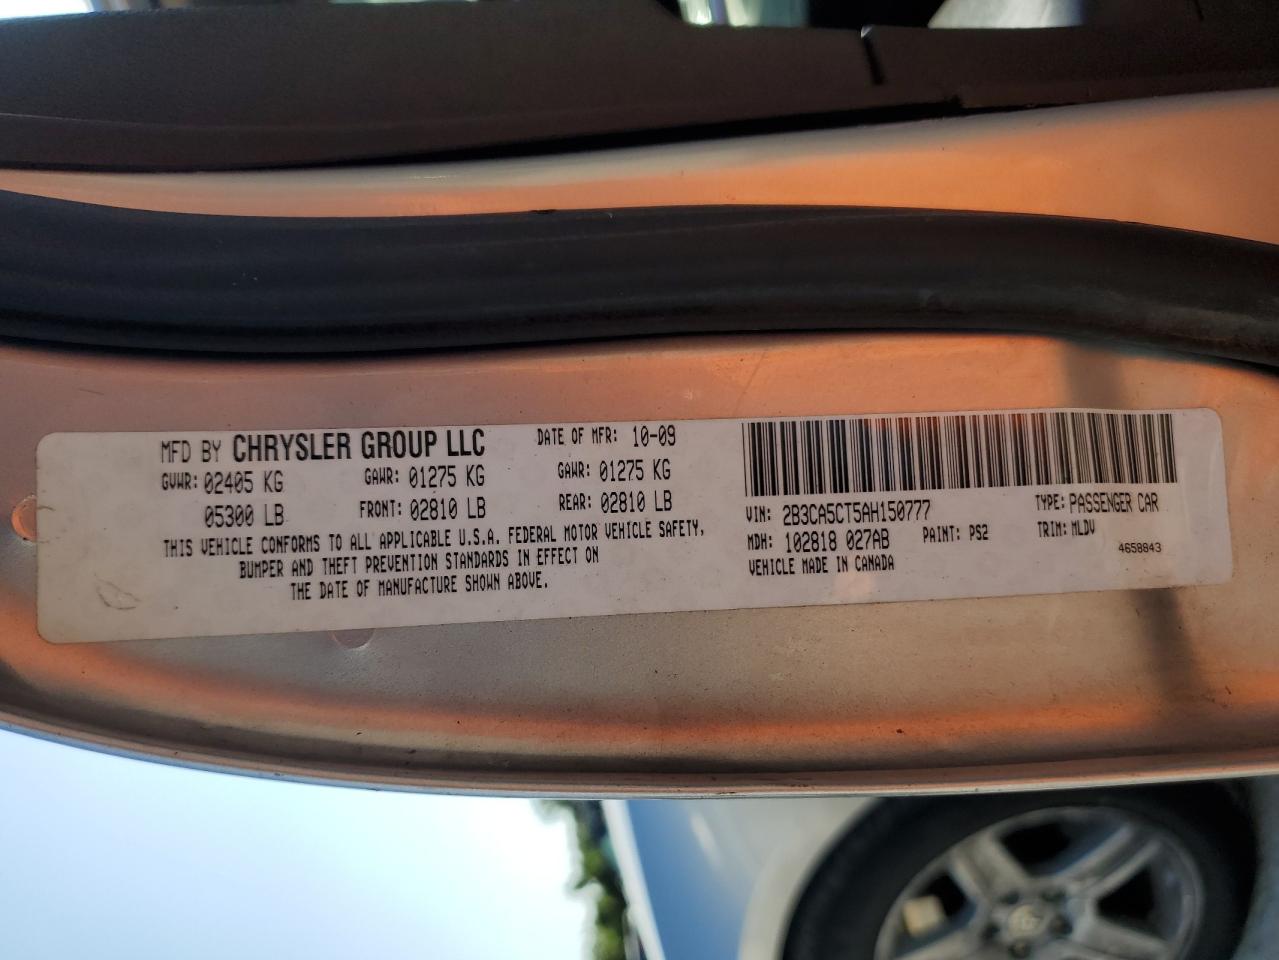 MFD BY CHRYSLER GROUP LLC DATE OF MFR: 10-09
GVWR: 02405 KG GAWR: 01275 KG GAWR: 01275 KG
05300 LB FRONT: 02810 LB REAR: 02810 LB
THIS VEHICLE CONFORMS TO ALL APPLICABLE U.S.A. FEDERAL MOTOR VEHICLE SAFETY,
BUMPER AND THEFT PREVENTION STANDARDS IN EFFECT ON
THE DATE OF MANUFACTURE SHOWN ABOVE.
VIN: 2B3CA5CT5AH150777 TYPE: PASSENGER CAR
MDH: 102818 027AB PAINT: PS2 TRIM: MLDV
VEHICLE MADE IN CANADA 4658843